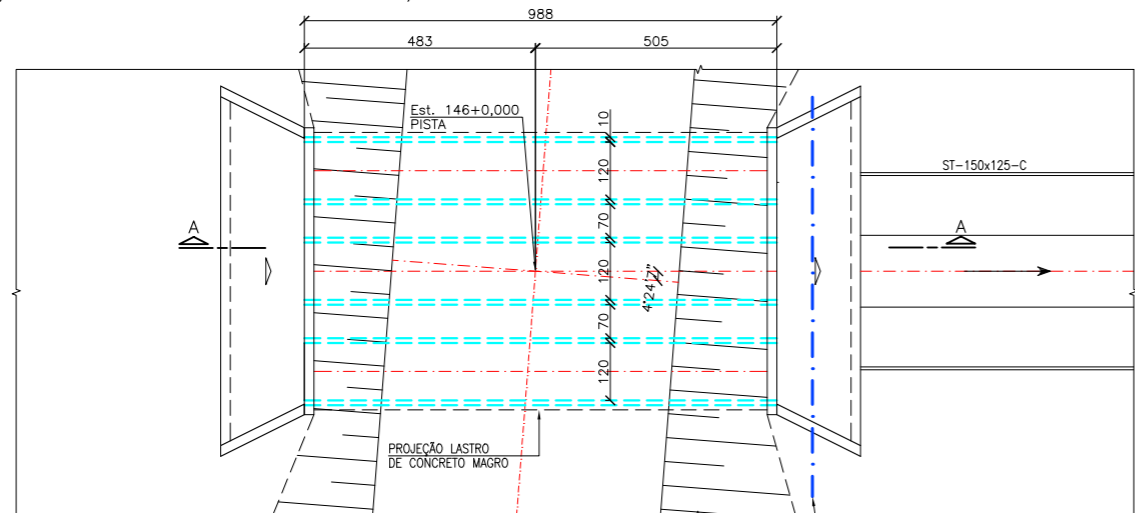 988
483
505
Est. 146+0,000
PISTA
10
120
70
120
70
120
4°24'7"
ST-150x125-C
A
A
PROJEÇÃO LASTRO
DE CONCRETO MAGRO